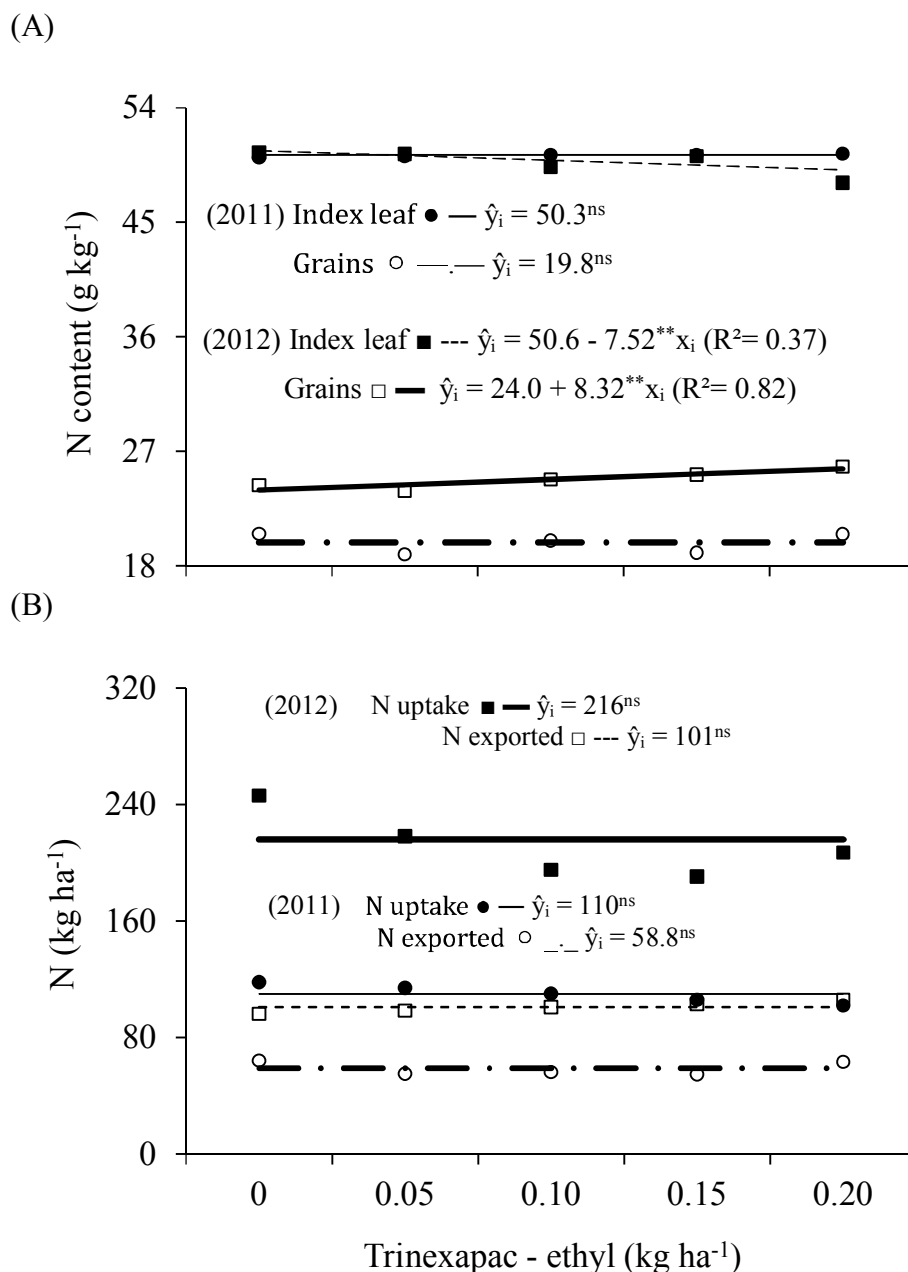 (A)
54
45
36
27
18
N content (g kg⁻¹)
(2011) Index leaf ● — ŷᵢ = 50.3ⁿˢ
Grains ○ —.— ŷᵢ = 19.8ⁿˢ
(2012) Index leaf ■ --- ŷᵢ = 50.6 - 7.52**xᵢ (R²= 0.37)
Grains □ — ŷᵢ = 24.0 + 8.32**xᵢ (R²= 0.82)
(B)
320
240
160
80
0
N (kg ha⁻¹)
(2012) N uptake ■ — ŷᵢ = 216ⁿˢ
N exported □ --- ŷᵢ = 101ⁿˢ
(2011) N uptake ● — ŷᵢ = 110ⁿˢ
N exported ○ _._ ŷᵢ = 58.8ⁿˢ
0 0.05 0.10 0.15 0.20
Trinexapac - ethyl (kg ha⁻¹)